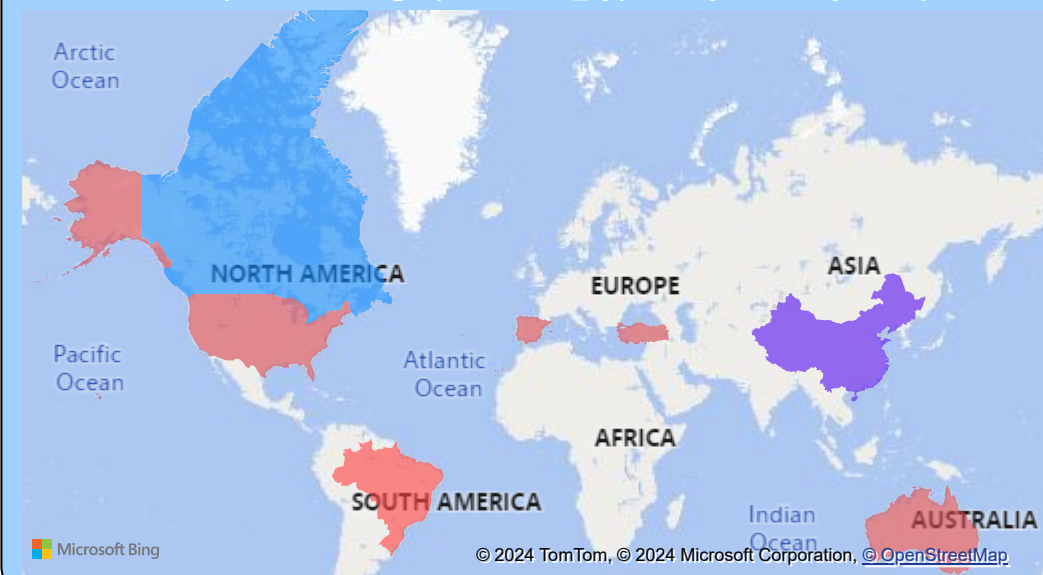 Arctic
Ocean
NORTH AMERICA
EUROPE
ASIA
Pacific
Ocean
Atlantic
Ocean
AFRICA
SOUTH AMERICA
Indian
Ocean
AUSTRALIA
Microsoft Bing
© 2024 TomTom, © 2024 Microsoft Corporation, © OpenStreetMap